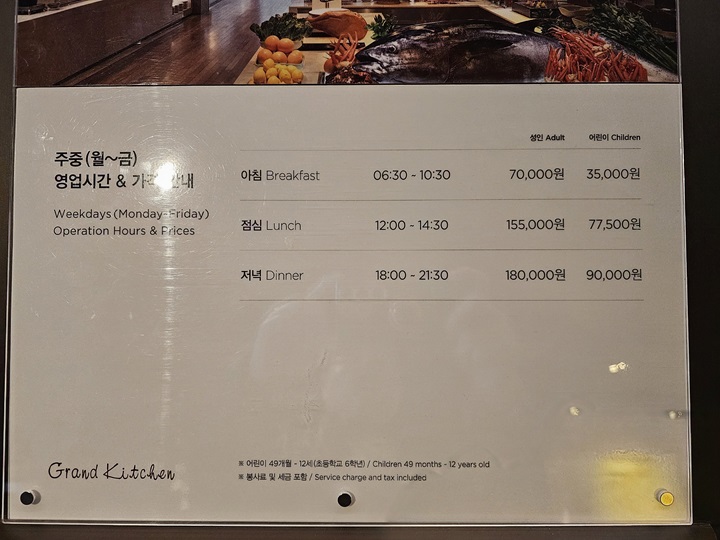 성인 Adult 어린이 Children
주중 (월~금)
영업시간 & 가격 안내
Weekdays (Monday-Friday)
Operation Hours & Prices
아침 Breakfast 06:30 - 10:30 70,000원 35,000원
점심 Lunch 12:00 - 14:30 155,000원 77,500원
저녁 Dinner 18:00 - 21:30 180,000원 90,000원
Grand Kitchen
※ 어린이 49개월 - 12세 (초등학교 6학년) / Children 49 months - 12 years old
※ 봉사료 및 세금 포함 / Service charge and tax included